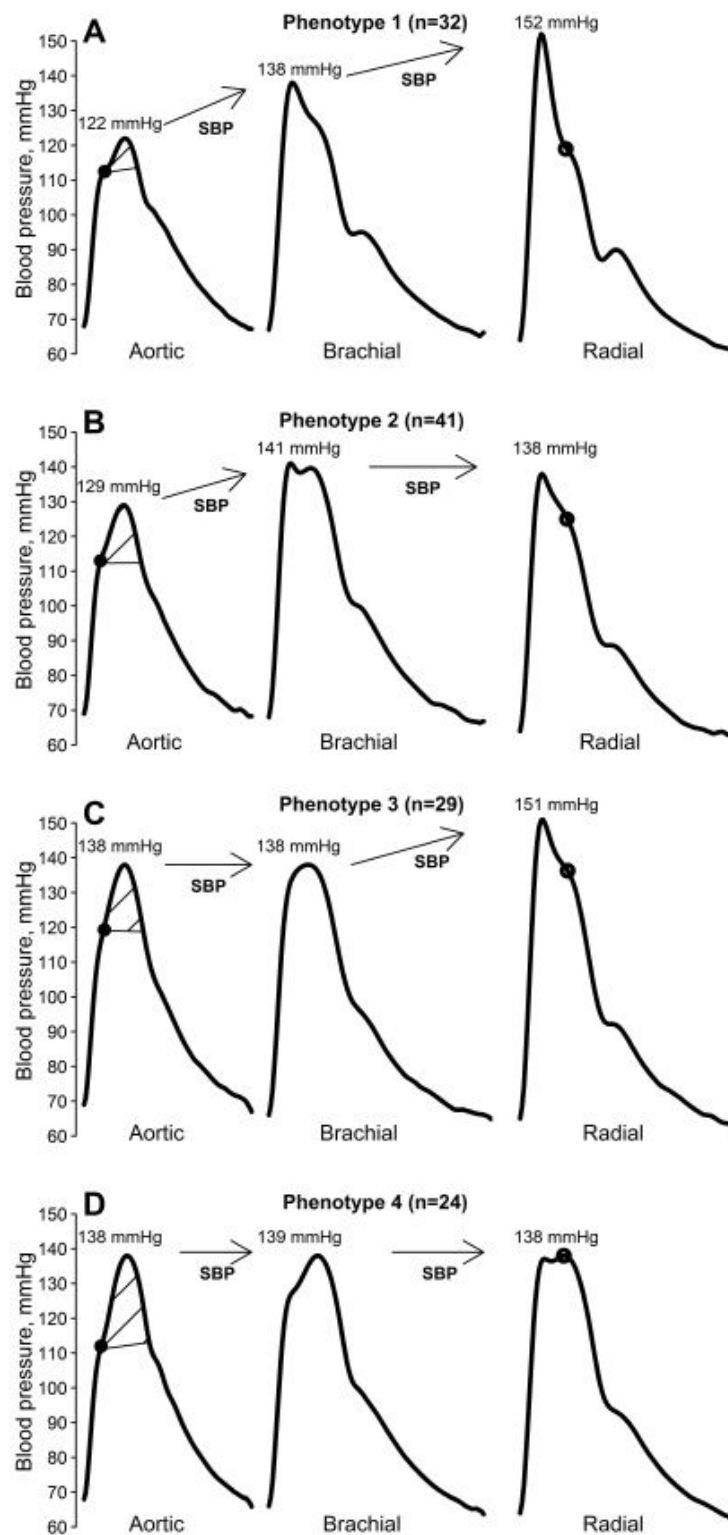 A
Phenotype 1 (n=32)
152 mmHg
138 mmHg
SBP
122 mmHg
SBP
Blood pressure, mmHg
150
140
130
120
110
100
90
80
70
60
Aortic
Brachial
Radial
B
Phenotype 2 (n=41)
141 mmHg
138 mmHg
129 mmHg
SBP
SBP
Blood pressure, mmHg
150
140
130
120
110
100
90
80
70
60
Aortic
Brachial
Radial
C
Phenotype 3 (n=29)
151 mmHg
138 mmHg
138 mmHg
SBP
SBP
Blood pressure, mmHg
150
140
130
120
110
100
90
80
70
60
Aortic
Brachial
Radial
D
Phenotype 4 (n=24)
138 mmHg
139 mmHg
138 mmHg
SBP
SBP
Blood pressure, mmHg
150
140
130
120
110
100
90
80
70
60
Aortic
Brachial
Radial